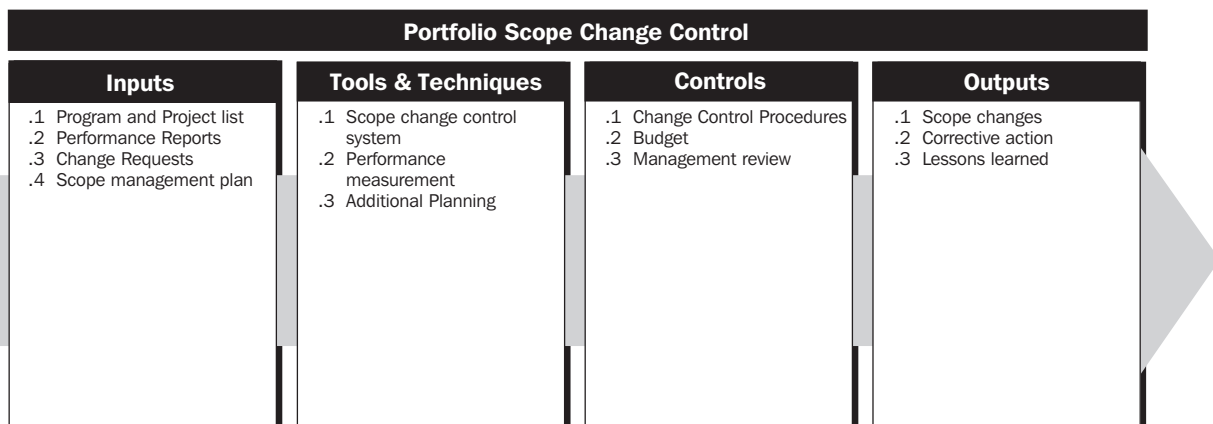 Portfolio Scope Change Control
Inputs
.1 Program and Project list
.2 Performance Reports
.3 Change Requests
.4 Scope management plan
Tools & Techniques
.1 Scope change control
system
.2 Performance
measurement
.3 Additional Planning
Controls
.1 Change Control Procedures
.2 Budget
.3 Management review
Outputs
.1 Scope changes
.2 Corrective action
.3 Lessons learned